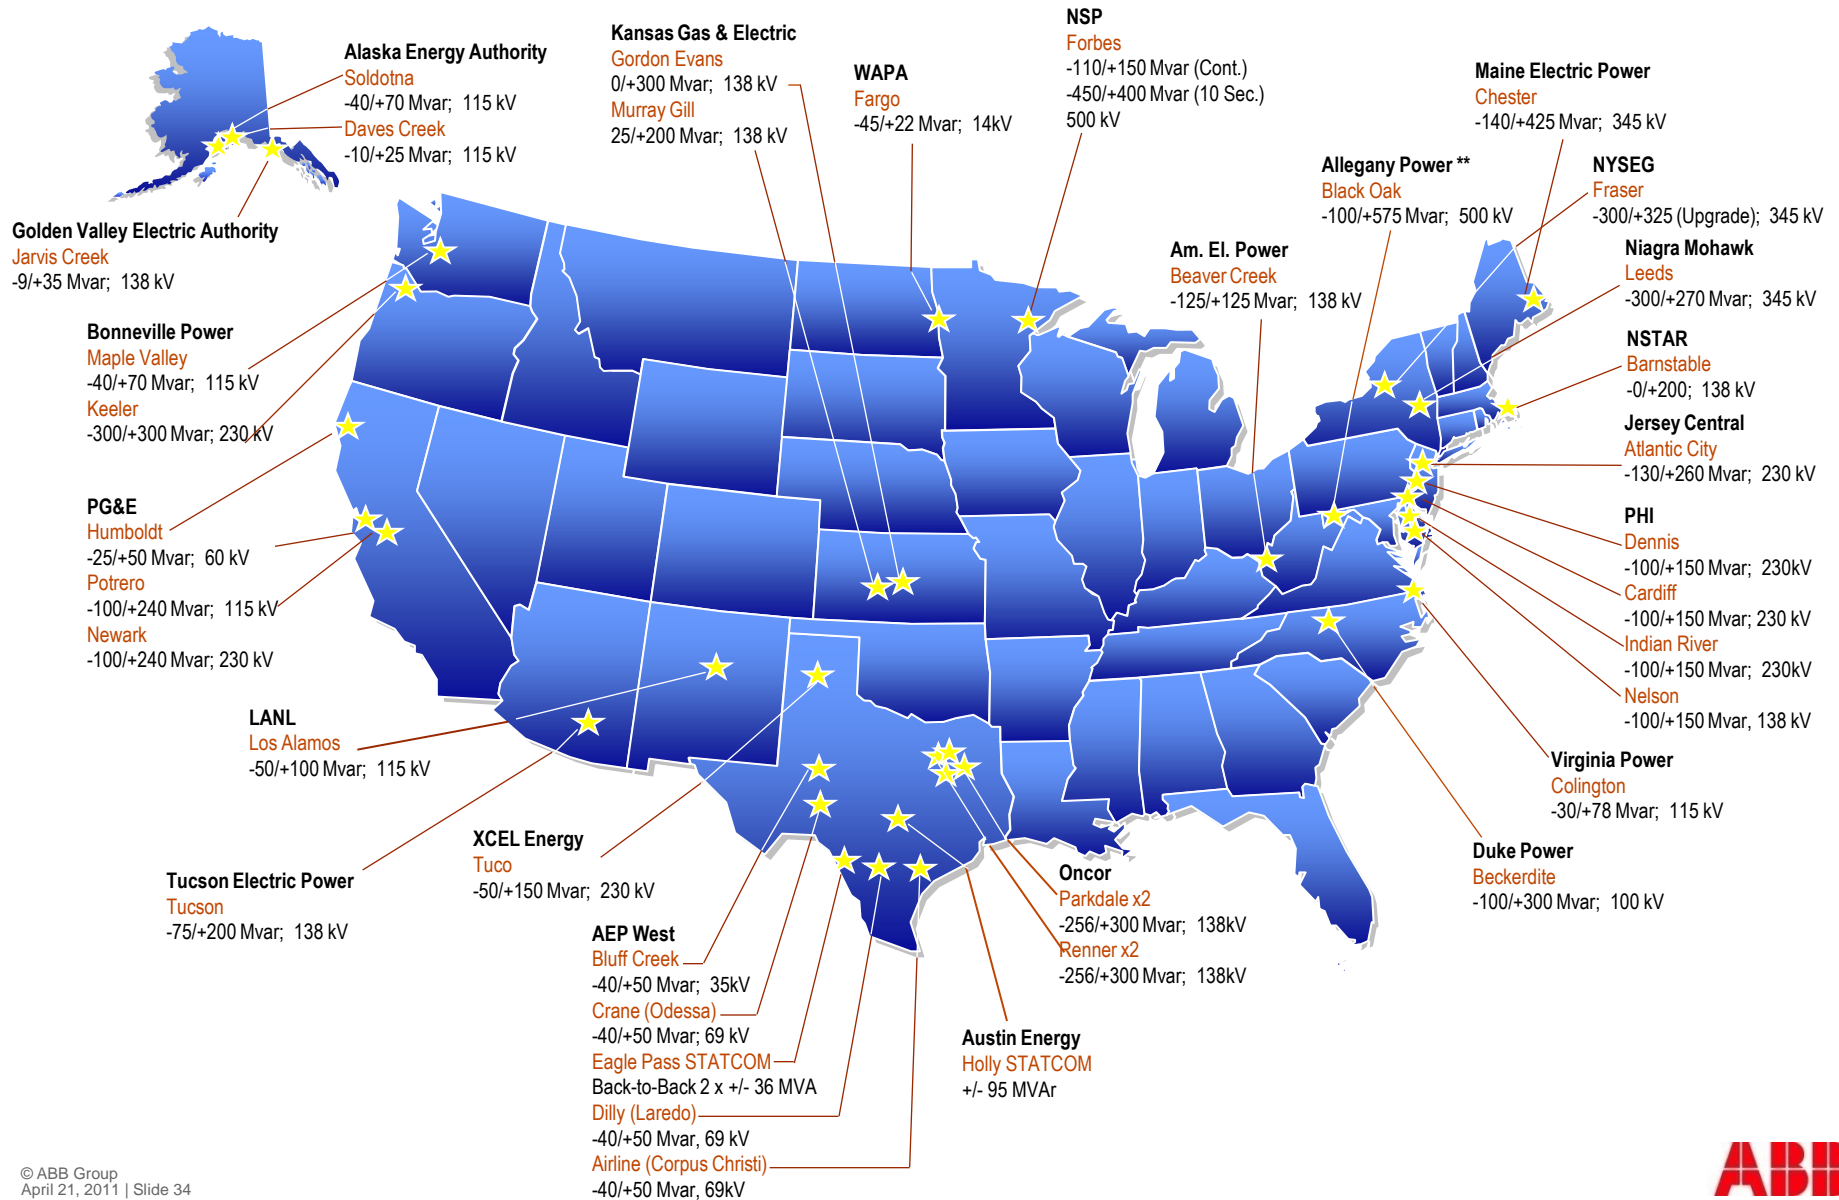 Alaska Energy Authority
Soldotna
-40/+70 Mvar; 115 kV
Daves Creek
-10/+25 Mvar; 115 kV
Golden Valley Electric Authority
Jarvis Creek
-9/+35 Mvar; 138 kV
Bonneville Power
Maple Valley
-40/+70 Mvar; 115 kV
Keeler
-300/+300 Mvar; 230 kV
PG&E
Humboldt
-25/+50 Mvar; 60 kV
Potrero
-100/+240 Mvar; 115 kV
Newark
-100/+240 Mvar; 230 kV
LANL
Los Alamos
-50/+100 Mvar; 115 kV
Tucson Electric Power
Tucson
-75/+200 Mvar; 138 kV
XCEL Energy
Tuco
-50/+150 Mvar; 230 kV
AEP West
Bluff Creek
-40/+50 Mvar; 35kV
Crane (Odessa)
-40/+50 Mvar; 69 kV
Eagle Pass STATCOM
Back-to-Back 2 x +/- 36 MVA
Dilly (Laredo)
-40/+50 Mvar, 69 kV
Airline (Corpus Christi)
-40/+50 Mvar, 69kV
Kansas Gas & Electric
Gordon Evans
0/+300 Mvar; 138 kV
Murray Gill
25/+200 Mvar; 138 kV
WAPA
Fargo
-45/+22 Mvar; 14kV
NSP
Forbes
-110/+150 Mvar (Cont.)
-450/+400 Mvar (10 Sec.)
500 kV
Am. El. Power
Beaver Creek
-125/+125 Mvar; 138 kV
Allegany Power **
Black Oak
-100/+575 Mvar; 500 kV
Maine Electric Power
Chester
-140/+425 Mvar; 345 kV
NYSEG
Fraser
-300/+325 (Upgrade); 345 kV
Niagra Mohawk
Leeds
-300/+270 Mvar; 345 kV
NSTAR
Barnstable
-0/+200; 138 kV
Jersey Central
Atlantic City
-130/+260 Mvar; 230 kV
PHI
Dennis
-100/+150 Mvar; 230kV
Cardiff
-100/+150 Mvar; 230 kV
Indian River
-100/+150 Mvar; 230kV
Nelson
-100/+150 Mvar, 138 kV
Virginia Power
Colington
-30/+78 Mvar; 115 kV
Duke Power
Beckerdite
-100/+300 Mvar; 100 kV
Oncor
Parkdale x2
-256/+300 Mvar; 138kV
Renner x2
-256/+300 Mvar; 138kV
Austin Energy
Holly STATCOM
+/- 95 MVAr
© ABB Group
April 21, 2011 | Slide 34
ABB